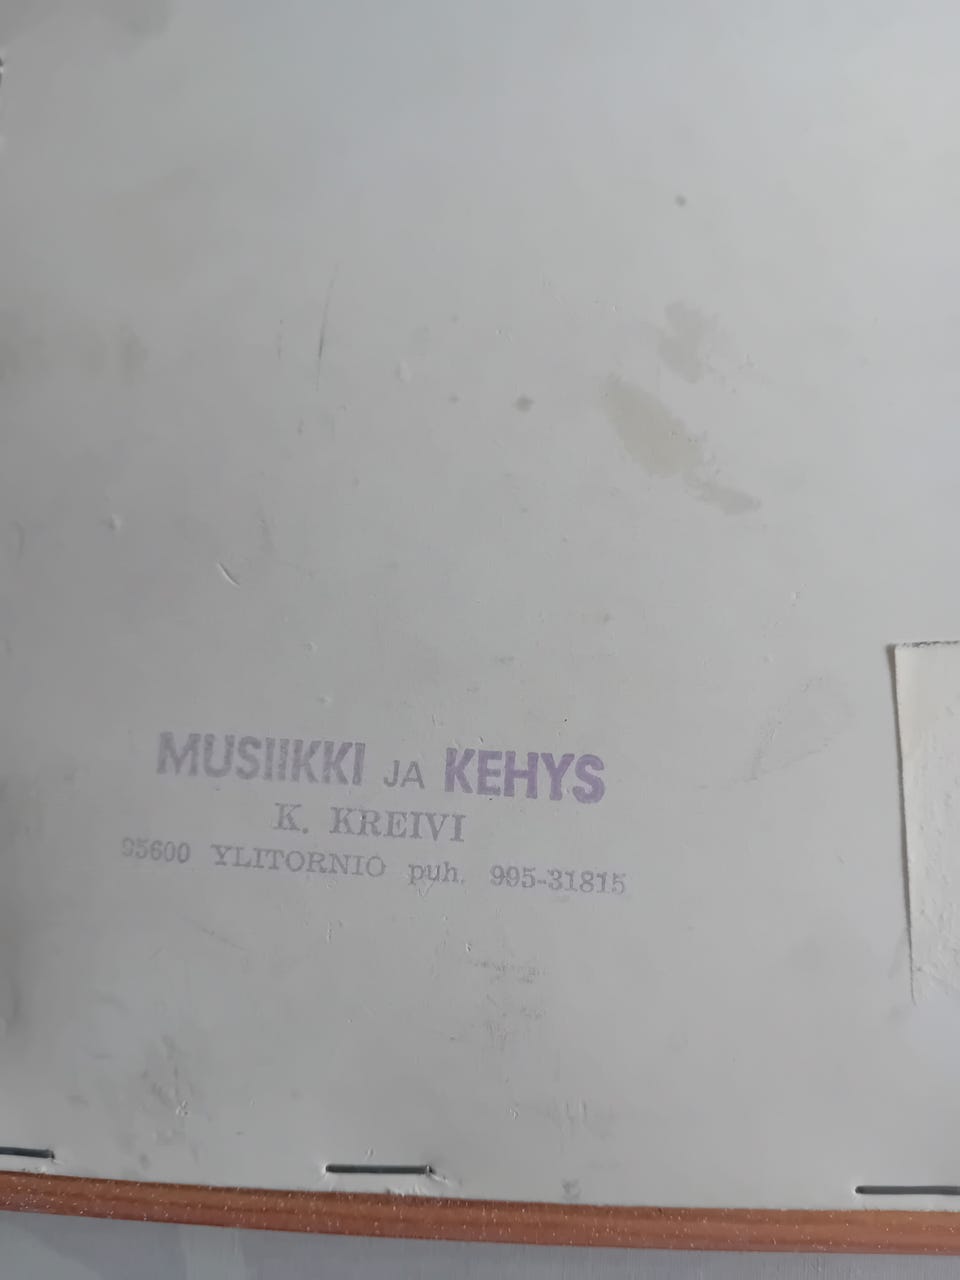 MUSIIKKI JA KEHYS
K. KREIVI
95600 YLITORNIO puh. 995-31815